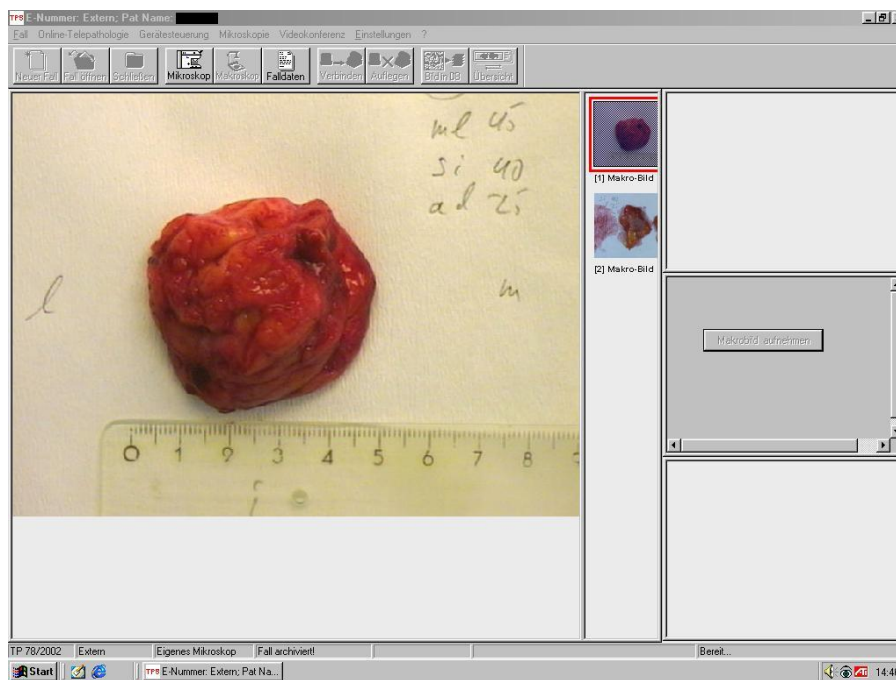 TPS E-Nummer: Extern; Pat Name:
Fall Online-Telepathologie Gerätesteuerung Mikroskopie Videokonferenz Einstellungen ?
Neuer Fall Fall öffnen Schließen Mikroskop Makroskop Falldaten Verbinden Auflegen Bild in DB Übersicht
ml 45
si 40
ad 25
l
m
[1] Makro-Bild
[2] Makro-Bild
Makrobild aufnehmen
0 1 2 3 4 5 6 7 8
i
TP 78/2002 Extern Eigenes Mikroskop Fall archiviert! Bereit...
Start TPS E-Nummer: Extern; Pat Na...